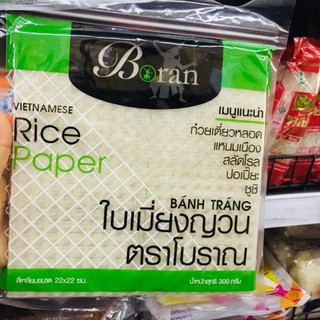 Boran
VIETNAMESE
Rice
Paper
เมนูแนะนำ
ก๋วยเตี๋ยวหลอด
แหนมเนือง
สลัดโรล
ปอเปี๊ยะ
ซูชิ
BÁNH TRÁNG
ใบเมี่ยงญวน
ตราโบราณ
สี่เหลี่ยมขนาด 22x22 ซม.
น้ำหนักสุทธิ 300 กรัม